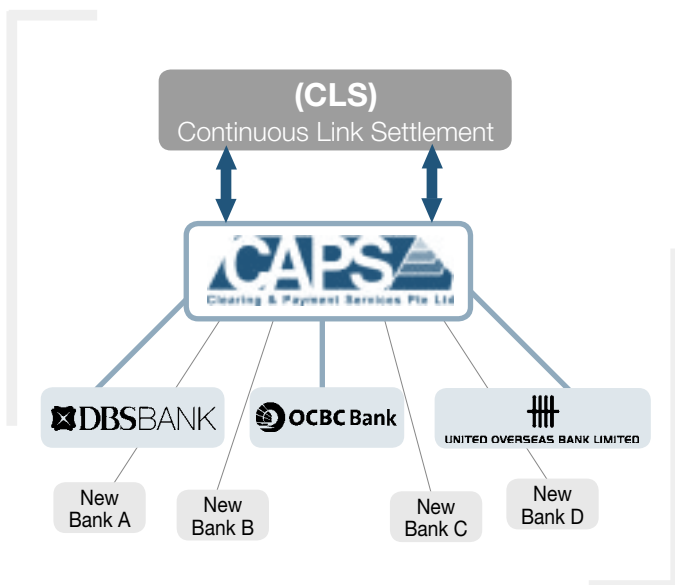 (CLS)
Continuous Link Settlement
CAPS
Clearing & Payment Services Pte Ltd
DBSBANK
OCBC Bank
UNITED OVERSEAS BANK LIMITED
New
Bank A
New
Bank B
New
Bank C
New
Bank D